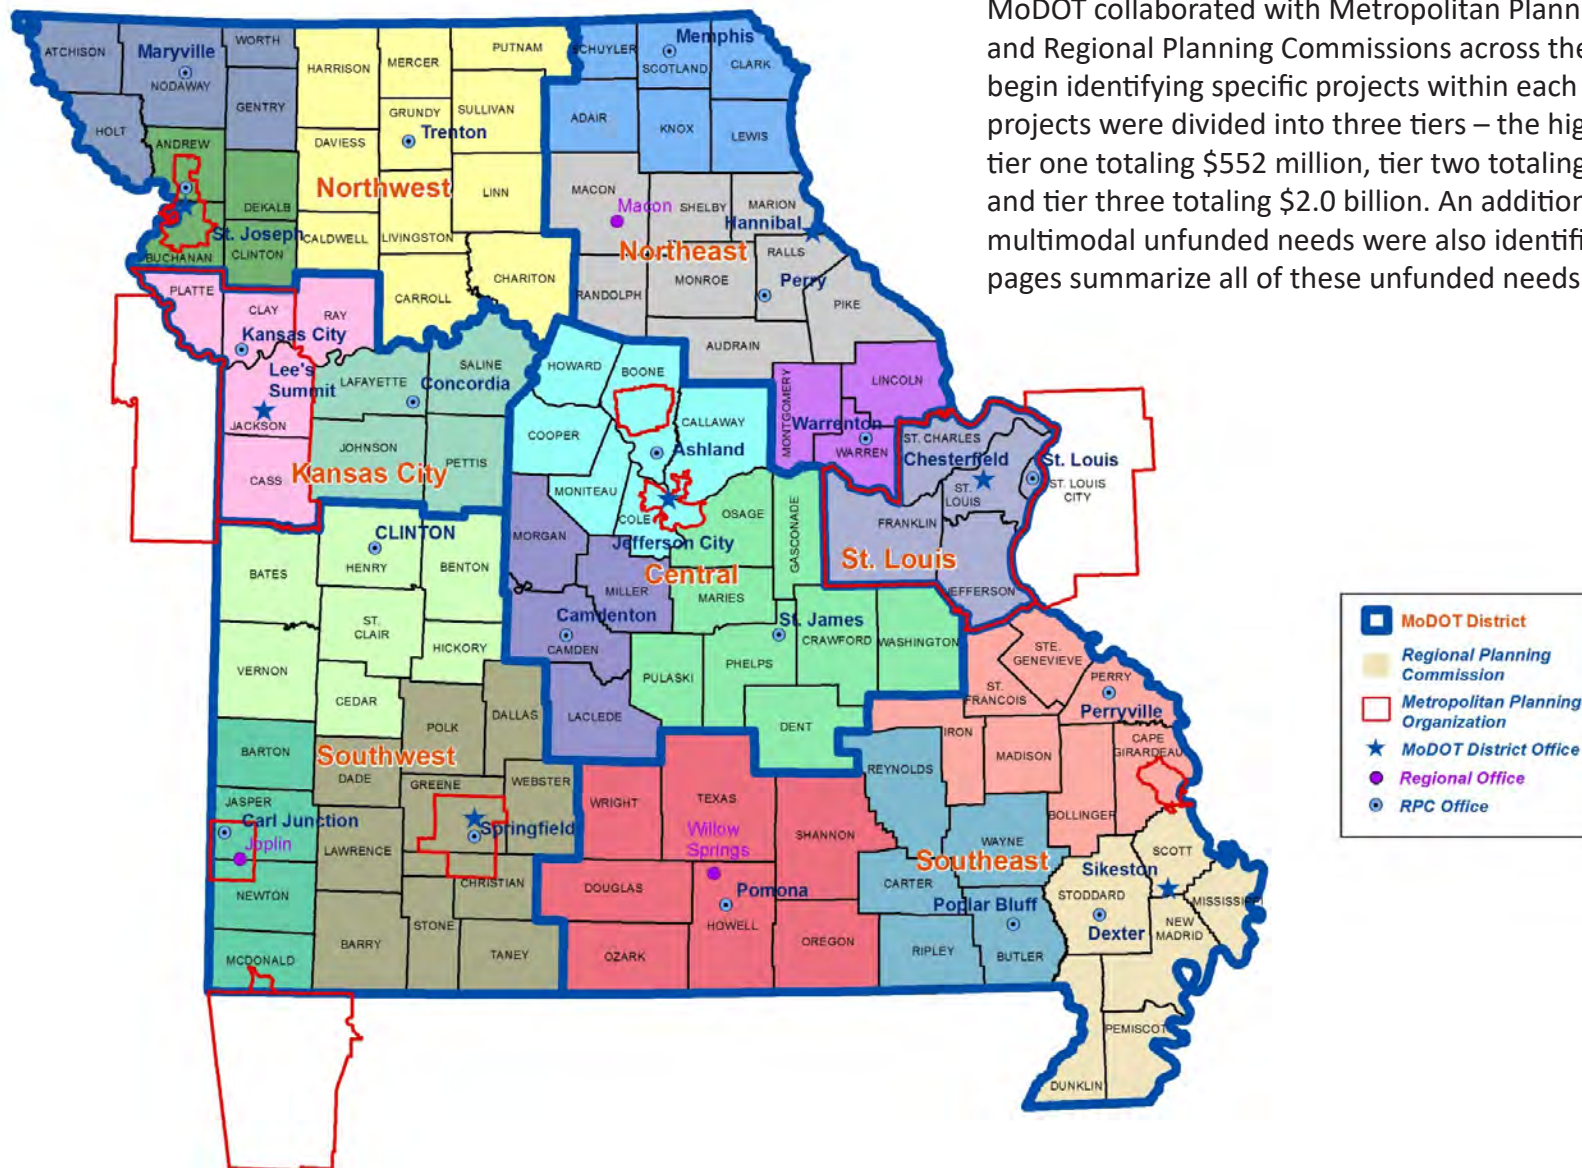 MoDOT collaborated with Metropolitan Plann
and Regional Planning Commissions across the
begin identifying specific projects within each
projects were divided into three tiers – the hig
tier one totaling $552 million, tier two totaling
and tier three totaling $2.0 billion. An addition
multimodal unfunded needs were also identifi
pages summarize all of these unfunded needs
ATCHISON
Maryville
NODAWAY
WORTH
HARRISON
MERCER
PUTNAM
SCHUYLER
Memphis
SCOTLAND
CLARK
HOLT
GENTRY
GRUNDY
SULLIVAN
Trenton
ADAIR
KNOX
LEWIS
ANDREW
DAVIESS
DEKALB
Northwest
LINN
MACON
Macon
SHELBY
MARION
Hannibal
St. Joseph
BUCHANAN
CLINTON
CALDWELL
LIVINGSTON
Northeast
RALLS
CHARITON
CARROLL
RANDOLPH
MONROE
Perry
PIKE
PLATTE
CLAY
RAY
Kansas City
AUDRAIN
Lee's
Summit
JACKSON
LAFAYETTE
SALINE
Concordia
HOWARD
BOONE
MONTGOMERY
LINCOLN
Warrenton
WARREN
JOHNSON
PETTIS
COOPER
CALLAWAY
Ashland
ST. CHARLES
Chesterfield
St. Louis
ST. LOUIS
CITY
ST.
LOUIS
CASS
Kansas City
MONITEAU
COLE
OSAGE
GASCONADE
FRANKLIN
MORGAN
Jefferson City
St. Louis
JEFFERSON
CLINTON
HENRY
BATES
BENTON
Central
MILLER
MARIES
ST.
CLAIR
HICKORY
Camdenton
CAMDEN
St. James
CRAWFORD
WASHINGTON
PHELPS
PULASKI
STE.
GENEVIEVE
PERRY
Perryville
ST.
FRANCOIS
VERNON
CEDAR
POLK
DALLAS
LACLEDE
DENT
IRON
MADISON
CAPE
GIRARDEAU
BARTON
Southwest
DADE
GREENE
WEBSTER
REYNOLDS
BOLLINGER
JASPER
Carl Junction
Joplin
LAWRENCE
Springfield
WRIGHT
TEXAS
Willow
Springs
SHANNON
WAYNE
Southeast
SCOTT
Sikeston
NEWTON
CHRISTIAN
DOUGLAS
Pomona
HOWELL
CARTER
Poplar Bluff
STODDARD
Dexter
MISSISSIPPI
NEW
MADRID
MCDONALD
BARRY
STONE
TANEY
OZARK
OREGON
RIPLEY
BUTLER
PEMISCOT
DUNKLIN
MoDOT District
Regional Planning
Commission
Metropolitan Planning
Organization
MoDOT District Office
Regional Office
RPC Office